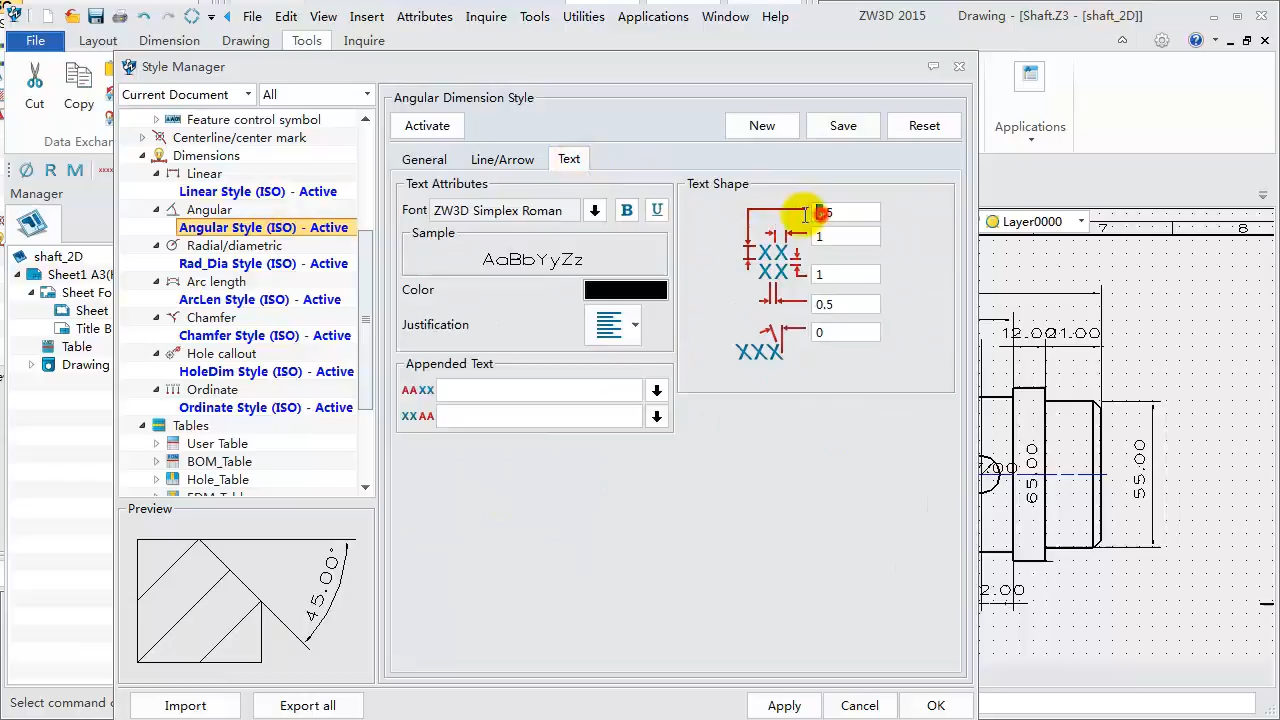 File Edit View Insert Attributes Inquire Tools Utilities Applications Window Help ZW3D 2015 Drawing - [Shaft.Z3 - [shaft_2D]]
File Layout Dimension Drawing Tools Inquire
Style Manager
Cut Copy
Data Exchan
Applications
R M
Manager
shaft_2D
Sheet1 A3(H
Sheet Fo
Sheet
Title B
Table
Drawing
Select command o
Current Document All
Feature control symbol
Centerline/center mark
Dimensions
Linear
Linear Style (ISO) - Active
Angular
Angular Style (ISO) - Active
Radial/diametric
Rad_Dia Style (ISO) - Active
Arc length
ArcLen Style (ISO) - Active
Chamfer
Chamfer Style (ISO) - Active
Hole callout
HoleDim Style (ISO) - Active
Ordinate
Ordinate Style (ISO) - Active
Tables
User Table
BOM_Table
Hole_Table
Preview
45.00°
Import Export all
Angular Dimension Style
Activate New Save Reset
General Line/Arrow Text
Text Attributes
Font ZW3D Simplex Roman B U
Sample
AaBbYyZz
Color
Justification
Appended Text
AAXX
XXAA
Text Shape
1
XX
XX
1
0.5
0
XXX
Apply Cancel OK
Layer0000
7 8
12.00 21.00
65.00
55.00